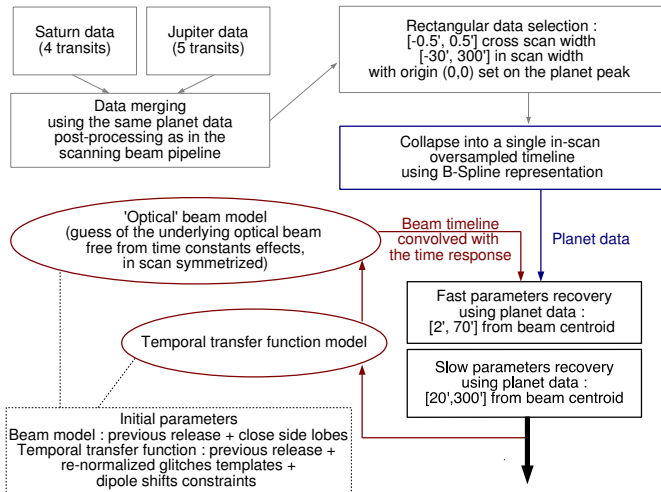 Saturn data
(4 transits)
Jupiter data
(5 transits)
Data merging
using the same planet data
post-processing as in the
scanning beam pipeline
Rectangular data selection :
[-0.5', 0.5'] cross scan width
[-30', 300'] in scan width
with origin (0,0) set on the planet peak
Collapse into a single in-scan
oversampled timeline
using B-Spline representation
'Optical' beam model
(guess of the underlying optical beam
free from time constants effects,
in scan symmetrized)
Beam timeline
convolved with
the time response
Planet data
Fast parameters recovery
using planet data :
[2', 70'] from beam centroid
Temporal transfer function model
Slow parameters recovery
using planet data :
[20',300'] from beam centroid
Initial parameters
Beam model : previous release + close side lobes
Temporal transfer function : previous release +
re-normalized glitches templates +
dipole shifts constraints